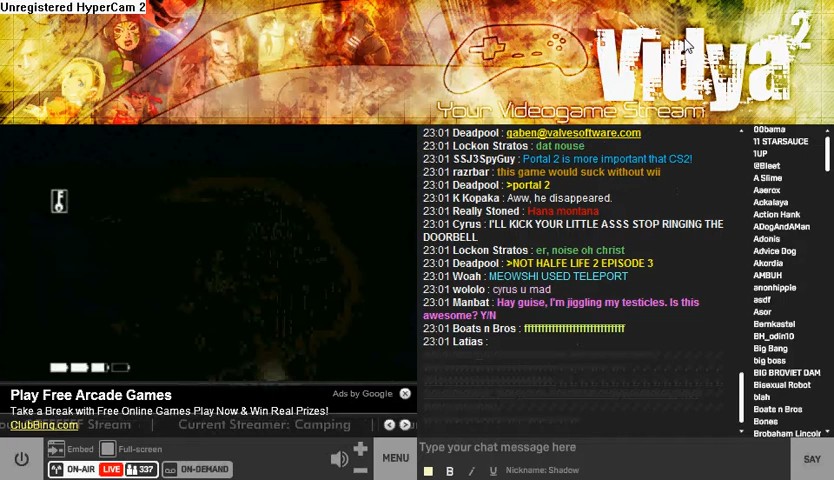 Unregistered HyperCam 2
Vidya²
Your Videogame Stream
23:01 Deadpool : gaben@valvesoftware.com
23:01 Lockon Stratos : dat nouse
23:01 SSJ3SpyGuy : Portal 2 is more important that CS2!
23:01 razrbar : this game would suck without wii
23:01 Deadpool : >portal 2
23:01 K Kopaka : Aww, he disappeared.
23:01 Really Stoned : Hana montana
23:01 Cyrus : I'LL KICK YOUR LITTLE ASSS STOP RINGING THE
DOORBELL
23:01 Lockon Stratos : er, noise oh christ
23:01 Deadpool : >NOT HALFE LIFE 2 EPISODE 3
23:01 Woah : MEOWSHI USED TELEPORT
23:01 wololo : cyrus u mad
23:01 Manbat : Hay guise, I'm jiggling my testicles. Is this
awesome? Y/N
23:01 Boats n Bros : ffffffffffffffffffffffffffff
23:01 Latias :
00bama
11 STARSAUCE
1UP
@Bleet
A Slime
Aaerox
Ackalaya
Action Hank
ADogAndAMan
Adonis
Advice Dog
Akordia
AMBUH
anonhippie
asdf
Asor
Bernkastel
BH_odin10
Big Bang
big boss
BIG BROVIET DAM
Bisexual Robot
blah
Boats n Bros
Bones
Brobaham Lincoln
Play Free Arcade Games
Ads by Google
Take a Break with Free Online Games Play Now & Win Real Prizes!
ClubBing.com
Stream | Current Streamer: Camping
Embed Full-screen
ON-AIR LIVE 337 ON-DEMAND
MENU
Type your chat message here
B / U Nickname: Shadow
SAY